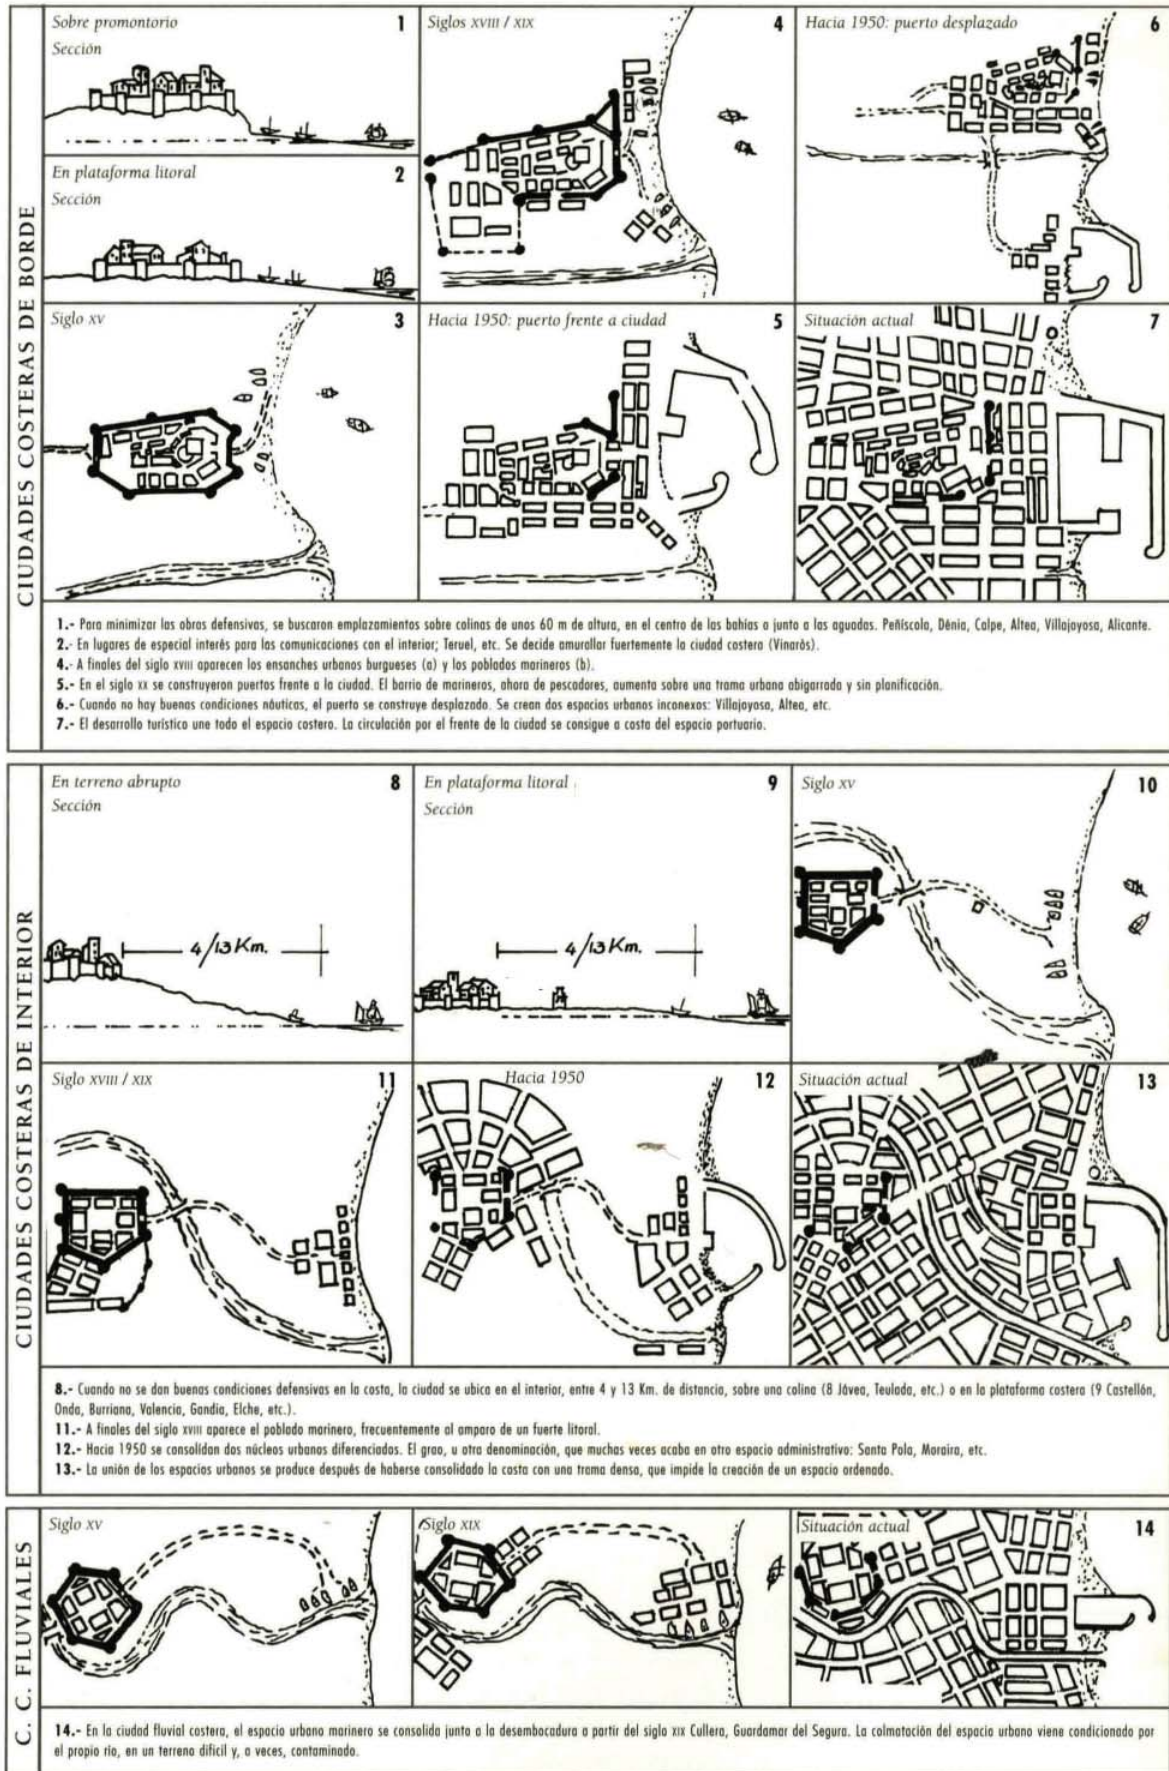 CIUDADES COSTERAS DE BORDE
Sobre promontorio 1
Sección
En plataforma litoral 2
Sección
Siglo XV 3
Siglos XVIII / XIX 4
Hacia 1950: puerto frente a ciudad 5
Hacia 1950: puerto desplazado 6
Situación actual 7
1.- Para minimizar las obras defensivas, se buscaron emplazamientos sobre colinas de unos 60 m de altura, en el centro de las bahías o junto a las aguadas. Peñíscola, Dénia, Calpe, Altea, Villajoyosa, Alicante.
2.- En lugares de especial interés para las comunicaciones con el interior; Teruel, etc. Se decide amurallar fuertemente la ciudad costera (Vinaròs).
4.- A finales del siglo XVIII aparecen los ensanches urbanos burgueses (a) y los poblados marineros (b).
5.- En el siglo XX se construyeron puertos frente a la ciudad. El barrio de marineros, ahora de pescadores, aumenta sobre una trama urbana abigarrada y sin planificación.
6.- Cuando no hay buenas condiciones náuticas, el puerto se construye desplazado. Se crean dos espacios urbanos inconexos: Villajoyosa, Altea, etc.
7.- El desarrollo turístico une todo el espacio costero. La circulación por el frente de la ciudad se consigue a costa del espacio portuario.
CIUDADES COSTERAS DE INTERIOR
En terreno abrupto 8
Sección
4/13 Km.
En plataforma litoral 9
Sección
4/13 Km.
Siglo XV 10
Siglo XVIII / XIX 11
Hacia 1950 12
Situación actual 13
8.- Cuando no se dan buenas condiciones defensivas en la costa, la ciudad se ubica en el interior, entre 4 y 13 Km. de distancia, sobre una colina (8 Jávea, Teulada, etc.) o en la plataforma costera (9 Castellón,
Onda, Burriana, Valencia, Gandia, Elche, etc.).
11.- A finales del siglo XVIII aparece el poblado marinero, frecuentemente al amparo de un fuerte litoral.
12.- Hacia 1950 se consolidan dos núcleos urbanos diferenciados. El grao, u otra denominación, que muchas veces acaba en otro espacio administrativo: Santa Pola, Moraira, etc.
13.- La unión de los espacios urbanos se produce después de haberse consolidado la costa con una trama densa, que impide la creación de un espacio ordenado.
C. C. FLUVIALES
Siglo XV
Siglo XIX
Situación actual 14
14.- En la ciudad fluvial costera, el espacio urbano marinero se consolida junto a la desembocadura a partir del siglo XIX Cullera, Guardamar del Segura. La colmatación del espacio urbano viene condicionado por
el propio río, en un terreno difícil y, a veces, contaminado.